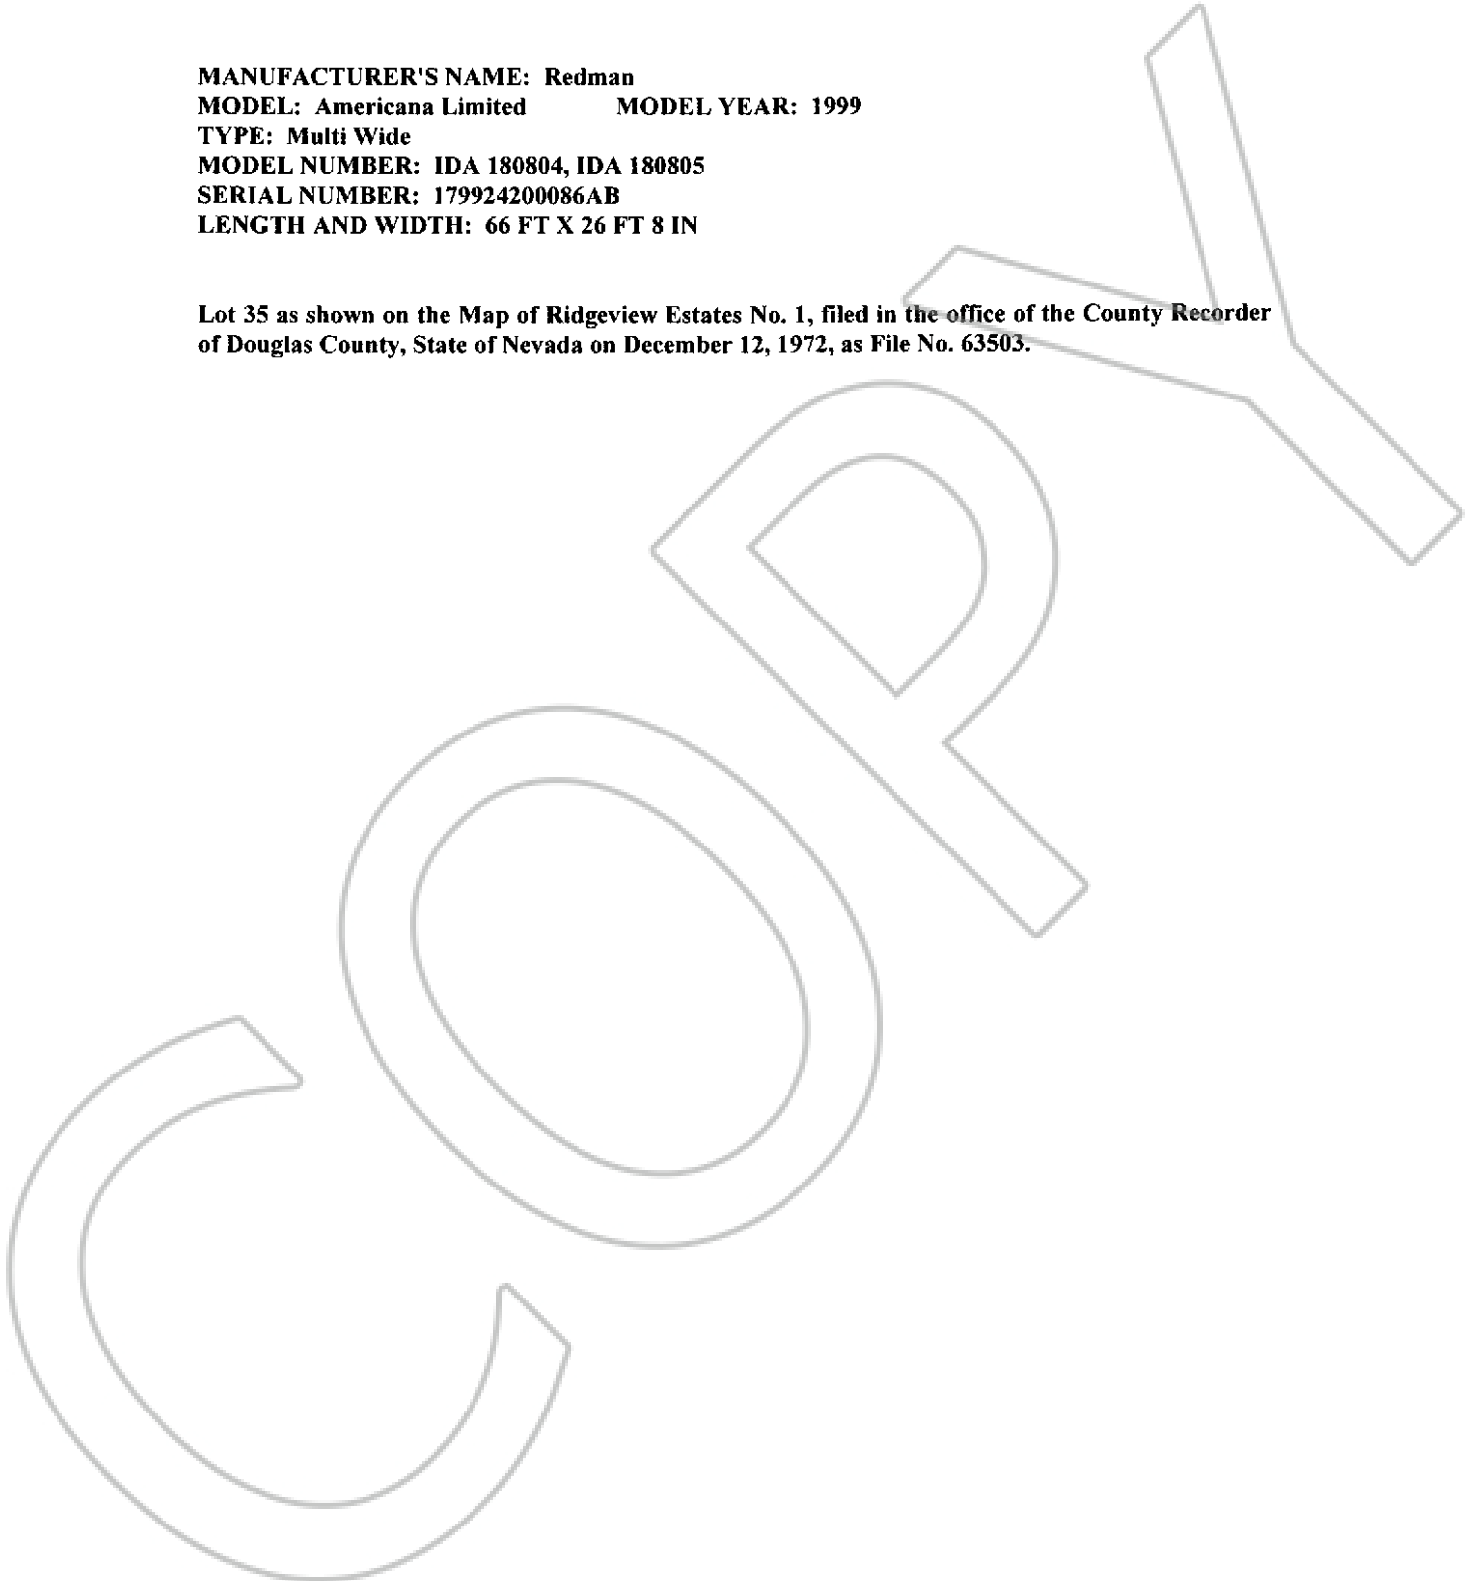 MANUFACTURER'S NAME: Redman
MODEL: Americana Limited MODEL YEAR: 1999
TYPE: Multi Wide
MODEL NUMBER: IDA 180804, IDA 180805
SERIAL NUMBER: 179924200086AB
LENGTH AND WIDTH: 66 FT X 26 FT 8 IN
Lot 35 as shown on the Map of Ridgeview Estates No. 1, filed in the office of the County Recorder
of Douglas County, State of Nevada on December 12, 1972, as File No. 63503.
COPY